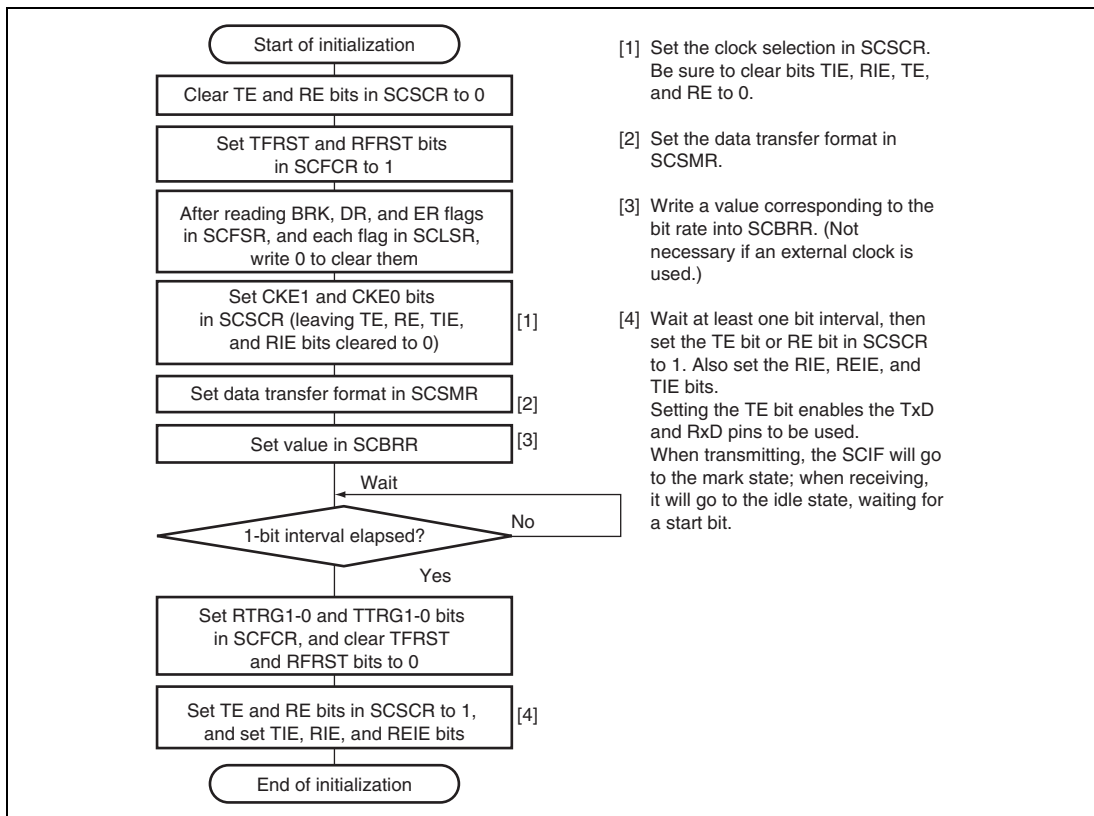 Start of initialization
Clear TE and RE bits in SCSCR to 0
Set TFRST and RFRST bits
in SCFCR to 1
After reading BRK, DR, and ER flags
in SCFSR, and each flag in SCLSR,
write 0 to clear them
Set CKE1 and CKE0 bits
in SCSCR (leaving TE, RE, TIE,
and RIE bits cleared to 0)
[1]
Set data transfer format in SCSMR
[2]
Set value in SCBRR
[3]
Wait
1-bit interval elapsed?
No
Yes
Set RTRG1-0 and TTRG1-0 bits
in SCFCR, and clear TFRST
and RFRST bits to 0
Set TE and RE bits in SCSCR to 1,
and set TIE, RIE, and REIE bits
[4]
End of initialization
[1] Set the clock selection in SCSCR.
Be sure to clear bits TIE, RIE, TE,
and RE to 0.
[2] Set the data transfer format in
SCSMR.
[3] Write a value corresponding to the
bit rate into SCBRR. (Not
necessary if an external clock is
used.)
[4] Wait at least one bit interval, then
set the TE bit or RE bit in SCSCR
to 1. Also set the RIE, REIE, and
TIE bits.
Setting the TE bit enables the TxD
and RxD pins to be used.
When transmitting, the SCIF will go
to the mark state; when receiving,
it will go to the idle state, waiting for
a start bit.